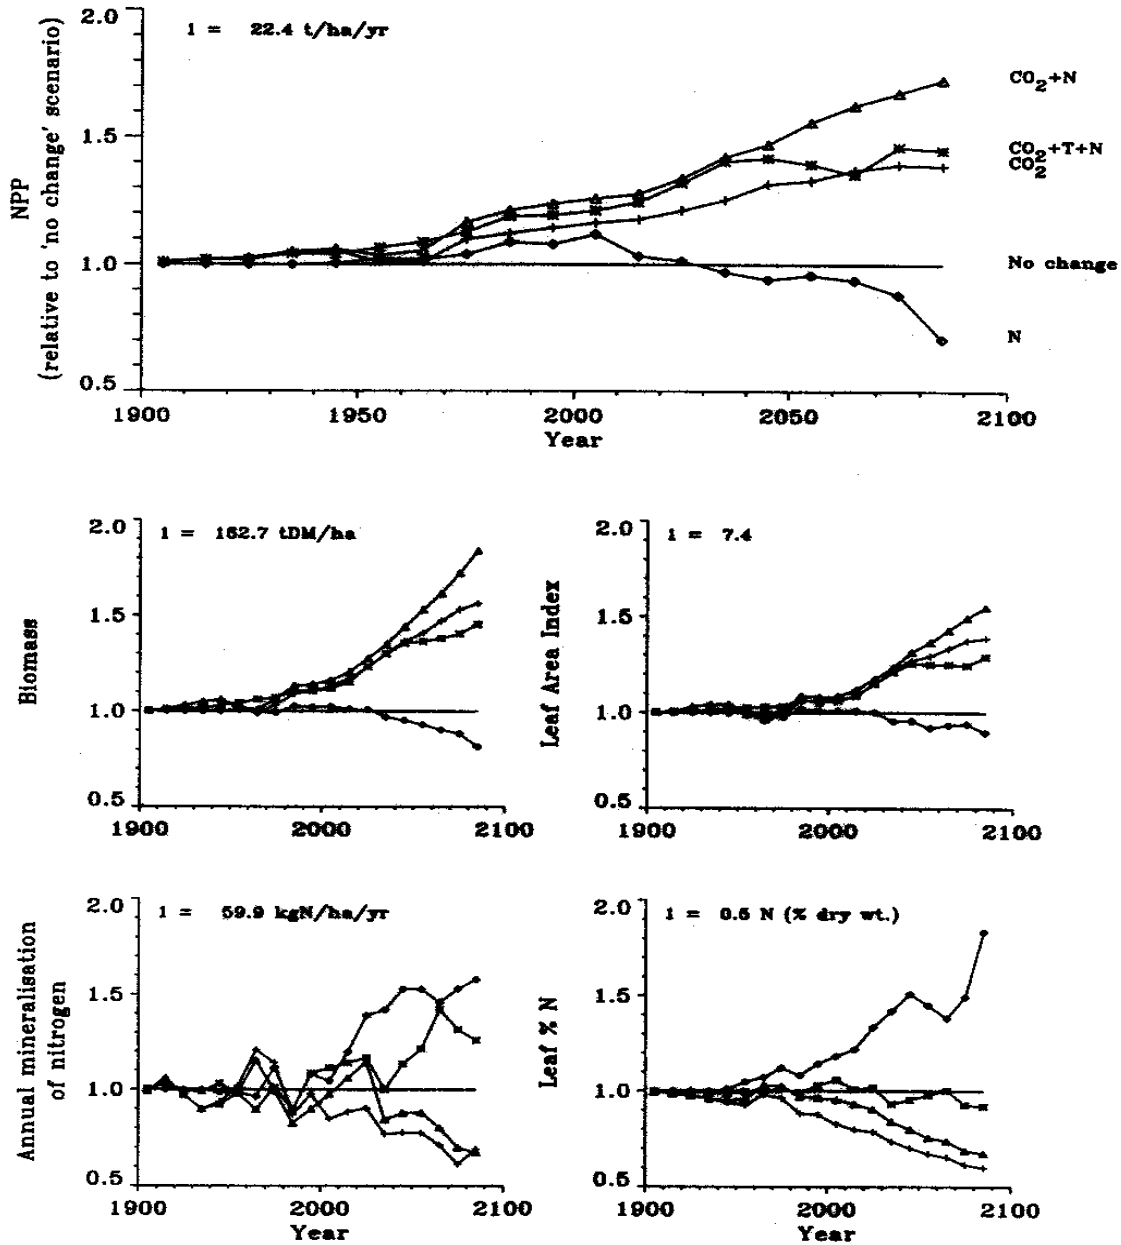 2.0
1 = 22.4 t/ha/yr
CO2+N
1.5
CO2+T+N
CO2
NPP
(relative to 'no change' scenario)
1.0
No change
N
0.5
1900 1950 2000 2050 2100
Year
2.0
1 = 162.7 tDM/ha
1.5
Biomass
1.0
0.5
1900 2000 2100
2.0
1 = 7.4
1.5
Leaf Area Index
1.0
0.5
1900 2000 2100
2.0
1 = 59.9 kgN/ha/yr
1.5
Annual mineralisation
of nitrogen
1.0
0.5
1900 2000 2100
Year
2.0
1 = 0.5 N (% dry wt.)
1.5
Leaf % N
1.0
0.5
1900 2000 2100
Year